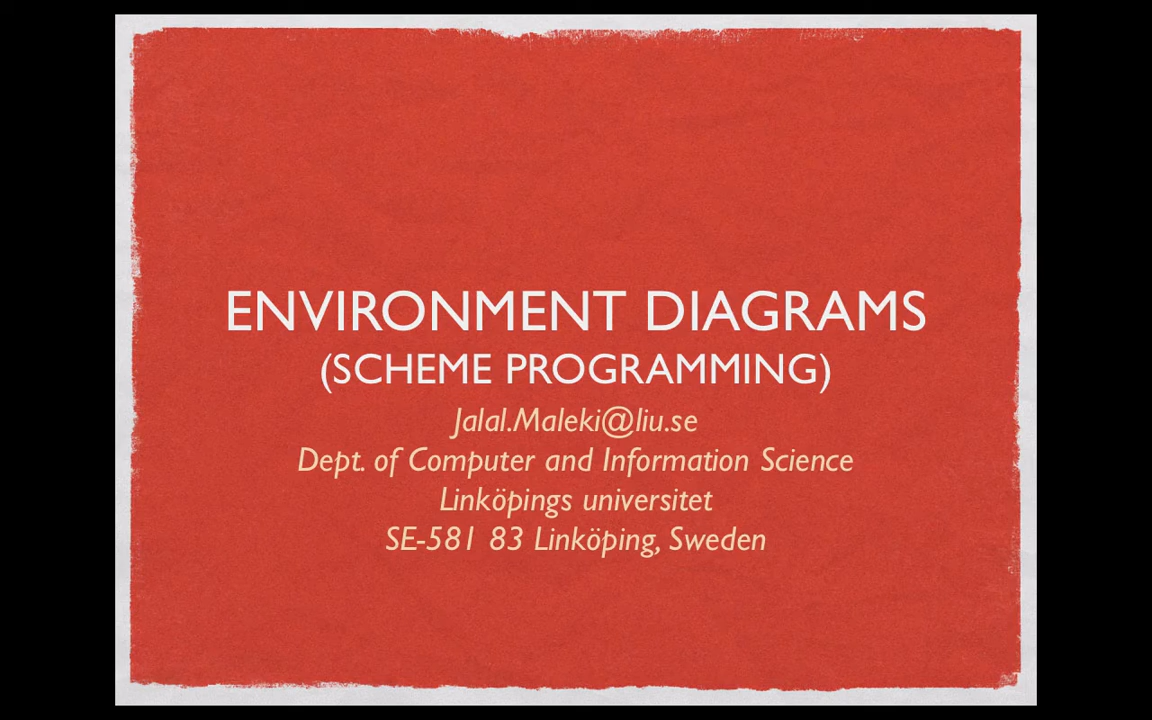 ENVIRONMENT DIAGRAMS
(SCHEME PROGRAMMING)
Jalal.Maleki@liu.se
Dept. of Computer and Information Science
Linköpings universitet
SE-581 83 Linköping, Sweden